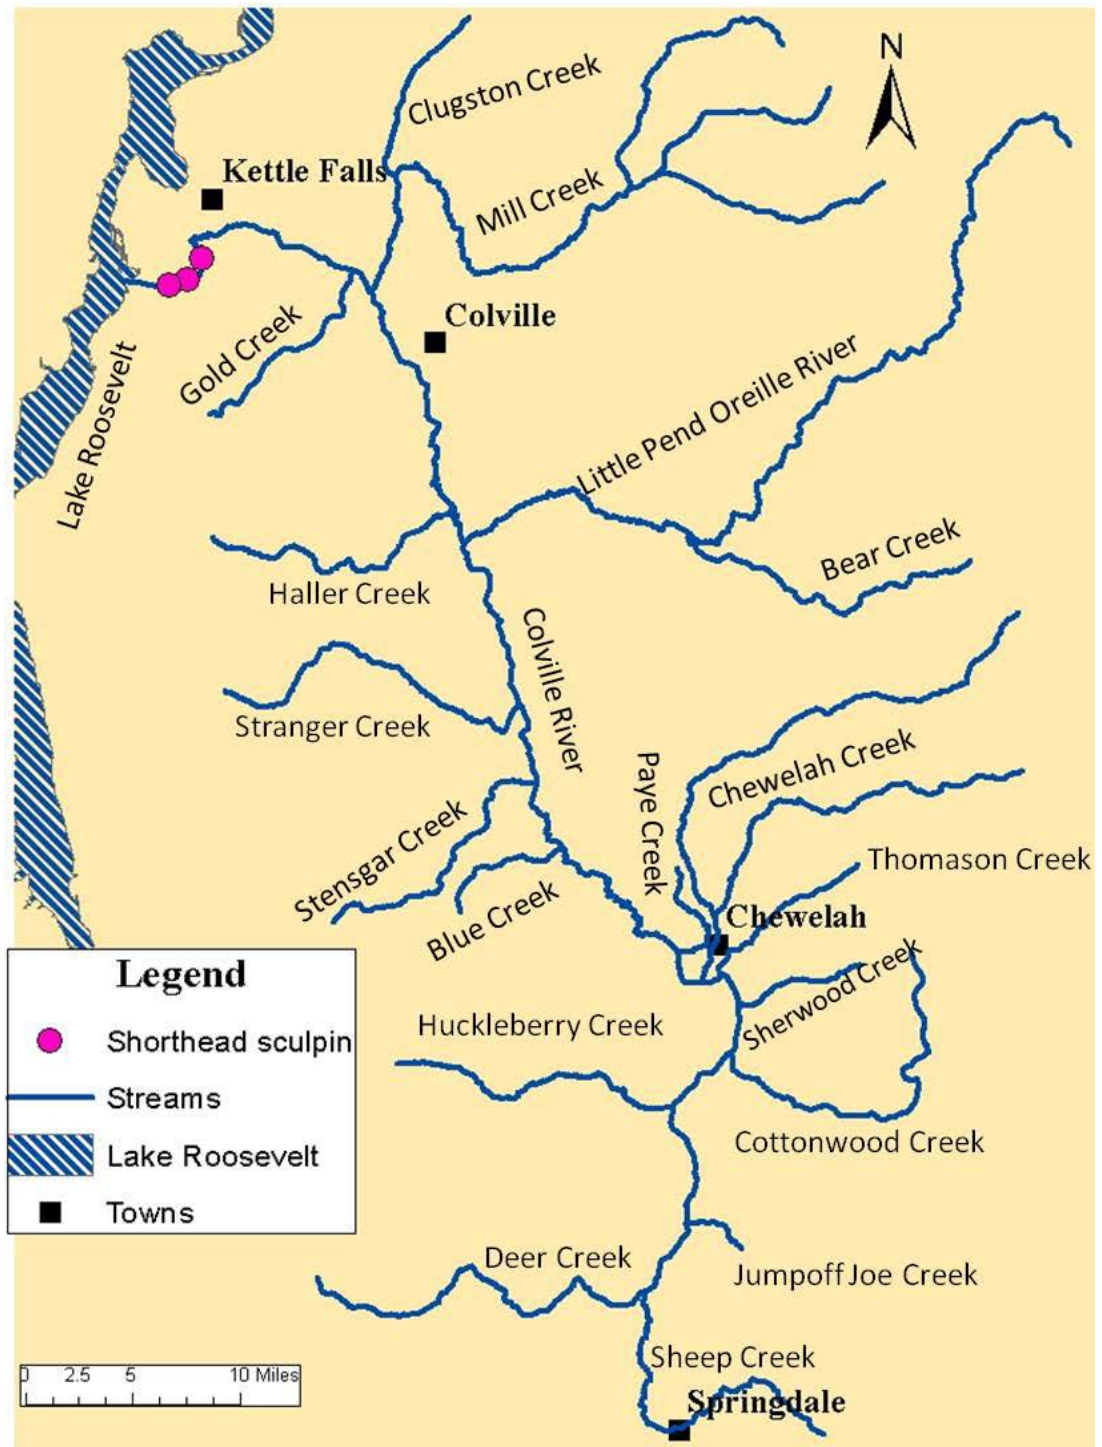 N
Clugston Creek
Kettle Falls
Mill Creek
Colville
Gold Creek
Lake Roosevelt
Little Pend Oreille River
Bear Creek
Haller Creek
Colville River
Stranger Creek
Paye Creek
Chewelah Creek
Stensgar Creek
Thomason Creek
Blue Creek
Chewelah
Sherwood Creek
Huckleberry Creek
Cottonwood Creek
Deer Creek
Jumpoff Joe Creek
Sheep Creek
Springdale
Legend
Shorthead sculpin
Streams
Lake Roosevelt
Towns
0 2.5 5 10 Miles